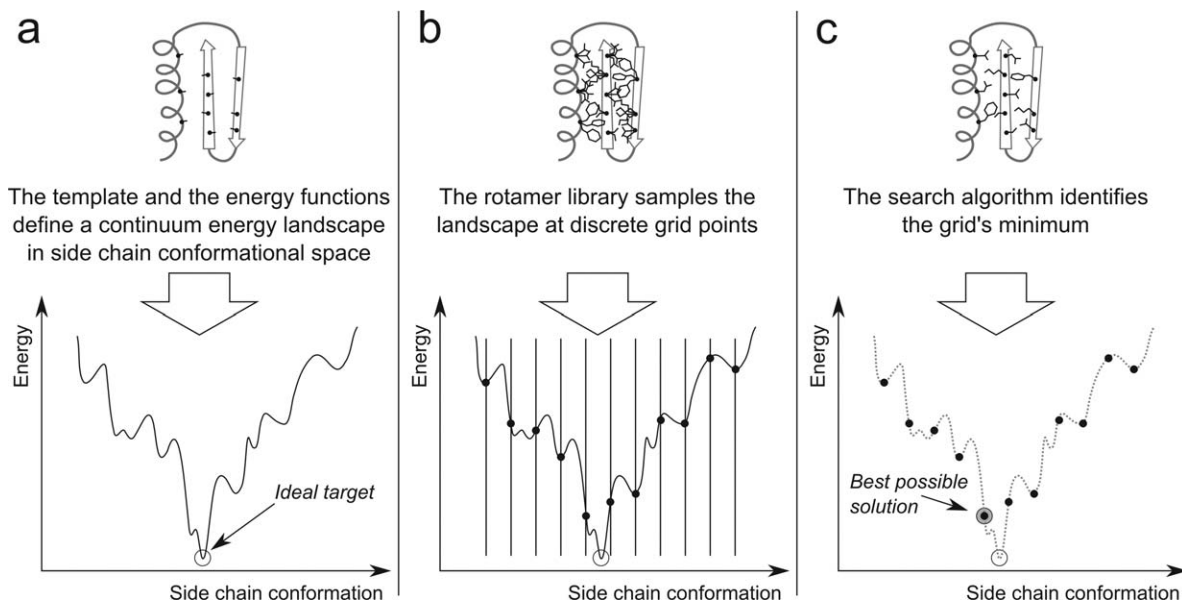 a
The template and the energy functions
define a continuum energy landscape
in side chain conformational space
Energy
Ideal target
Side chain conformation
b
The rotamer library samples the
landscape at discrete grid points
Energy
Side chain conformation
c
The search algorithm identifies
the grid's minimum
Energy
Best possible
solution
Side chain conformation